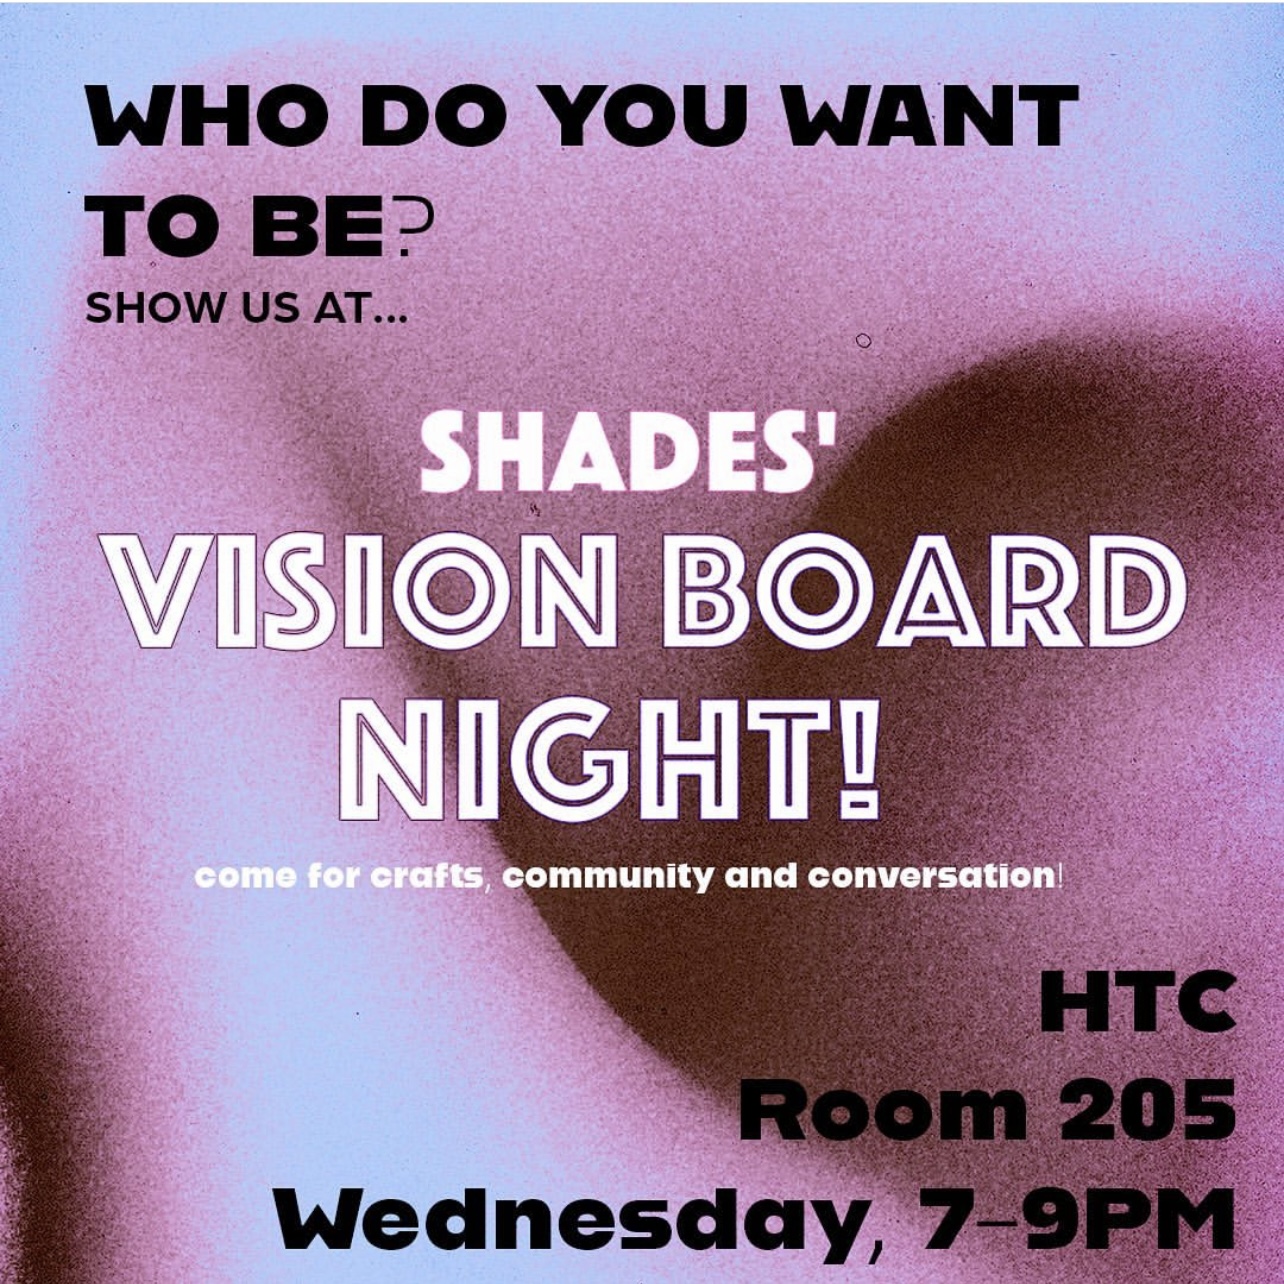 WHO DO YOU WANT
TO BE?
SHOW US AT...
SHADES'
VISION BOARD
NIGHT!
come for crafts, community and conversation!
HTC
Room 205
Wednesday, 7–9PM